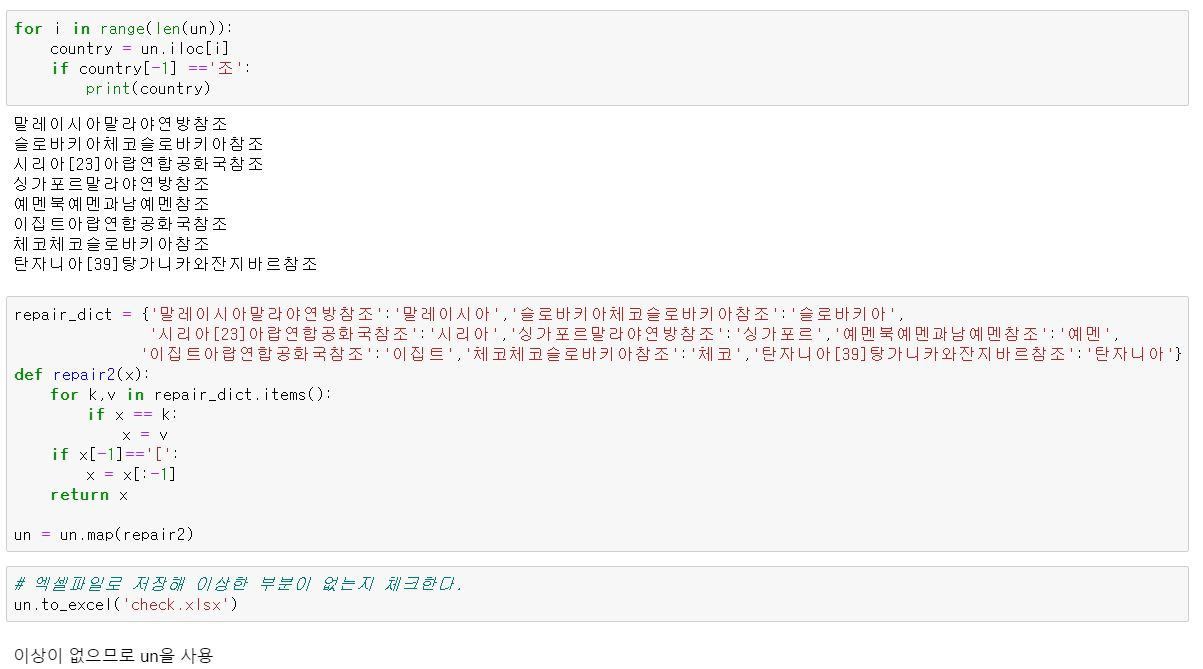 for i in range(len(un)):
    country = un.iloc[i]
    if country[-1] =='조':
        print(country)
말레이시아말라야연방참조
슬로바키아체코슬로바키아참조
시리아[23]아랍연합공화국참조
싱가포르말라야연방참조
예멘북예멘과남예멘참조
이집트아랍연합공화국참조
체코체코슬로바키아참조
탄자니아[39]탕가니카와잔지바르참조
repair_dict = {'말레이시아말라야연방참조':'말레이시아','슬로바키아체코슬로바키아참조':'슬로바키아',
               '시리아[23]아랍연합공화국참조':'시리아','싱가포르말라야연방참조':'싱가포르','예멘북예멘과남예멘참조':'예멘',
              '이집트아랍연합공화국참조':'이집트','체코체코슬로바키아참조':'체코','탄자니아[39]탕가니카와잔지바르참조':'탄자니아'}
def repair2(x):
    for k,v in repair_dict.items():
        if x == k:
            x = v
    if x[-1]=='[':
        x = x[:-1]
    return x
un = un.map(repair2)
# 엑셀파일로 저장해 이상한 부분이 없는지 체크한다.
un.to_excel('check.xlsx')
이상이 없으므로 un을 사용